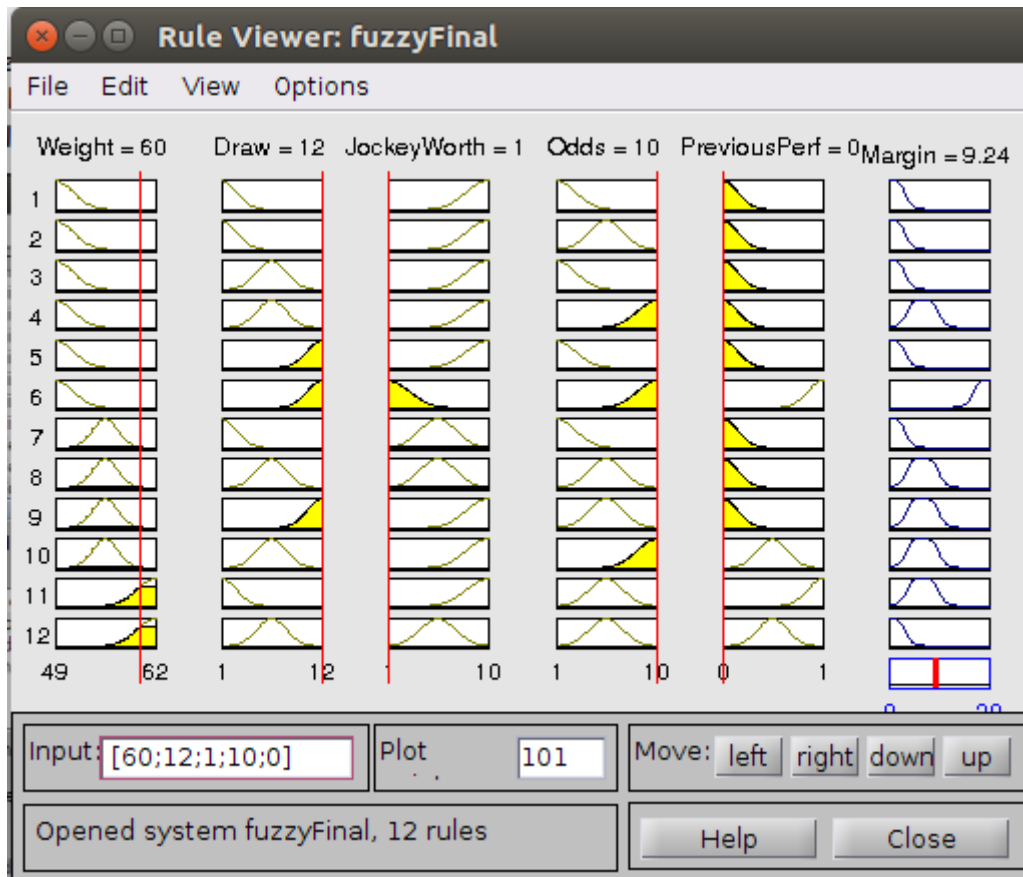 Rule Viewer: fuzzyFinal
File Edit View Options
Weight = 60 Draw = 12 JockeyWorth = 1 Odds = 10 PreviousPerf = 0 Margin = 9.24
1
2
3
4
5
6
7
8
9
10
11
12
49 62 1 12 1 10 1 10 0 1
Input: [60;12;1;10;0] Plot 101 Move: left right down up
Opened system fuzzyFinal, 12 rules Help Close